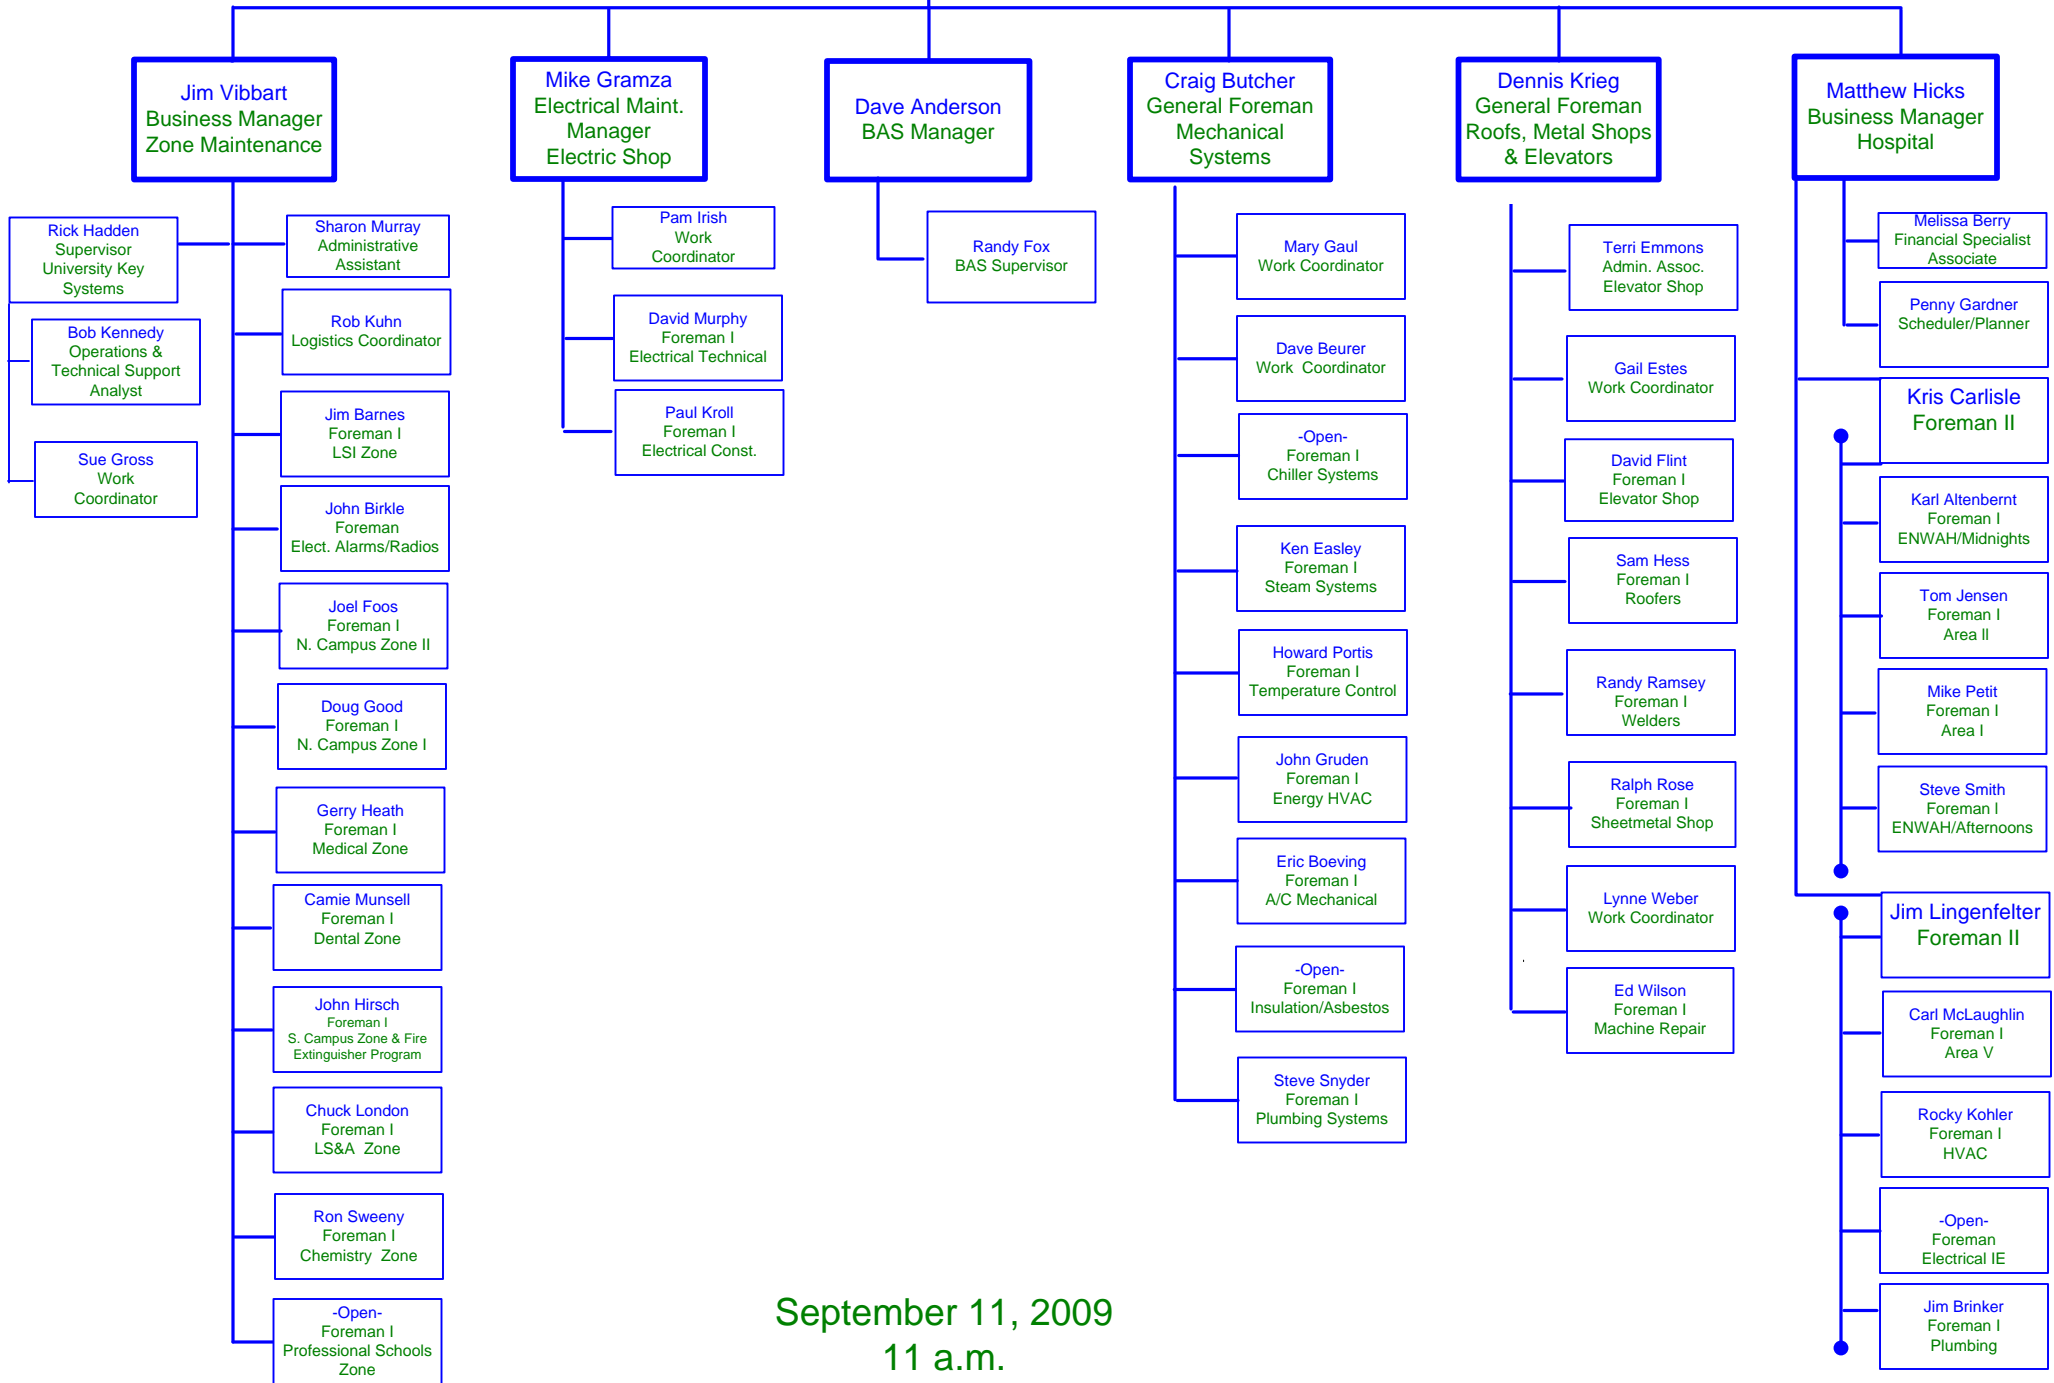 Jim Vibbart
Business Manager
Zone Maintenance
Mike Gramza
Electrical Maint.
Manager
Electric Shop
Dave Anderson
BAS Manager
Craig Butcher
General Foreman
Mechanical
Systems
Dennis Krieg
General Foreman
Roofs, Metal Shops
& Elevators
Matthew Hicks
Business Manager
Hospital
Rick Hadden
Supervisor
University Key
Systems
Bob Kennedy
Operations &
Technical Support
Analyst
Sue Gross
Work
Coordinator
Sharon Murray
Administrative
Assistant
Rob Kuhn
Logistics Coordinator
Jim Barnes
Foreman I
LSI Zone
John Birkle
Foreman
Elect. Alarms/Radios
Joel Foos
Foreman I
N. Campus Zone II
Doug Good
Foreman I
N. Campus Zone I
Gerry Heath
Foreman I
Medical Zone
Camie Munsell
Foreman I
Dental Zone
John Hirsch
Foreman I
S. Campus Zone & Fire
Extinguisher Program
Chuck London
Foreman I
LS&A Zone
Ron Sweeny
Foreman I
Chemistry Zone
-Open-
Foreman I
Professional Schools
Zone
Pam Irish
Work
Coordinator
David Murphy
Foreman I
Electrical Technical
Paul Kroll
Foreman I
Electrical Const.
Randy Fox
BAS Supervisor
Mary Gaul
Work Coordinator
Dave Beurer
Work Coordinator
-Open-
Foreman I
Chiller Systems
Ken Easley
Foreman I
Steam Systems
Howard Portis
Foreman I
Temperature Control
John Gruden
Foreman I
Energy HVAC
Eric Boeving
Foreman I
A/C Mechanical
-Open-
Foreman I
Insulation/Asbestos
Steve Snyder
Foreman I
Plumbing Systems
Terri Emmons
Admin. Assoc.
Elevator Shop
Gail Estes
Work Coordinator
David Flint
Foreman I
Elevator Shop
Sam Hess
Foreman I
Roofers
Randy Ramsey
Foreman I
Welders
Ralph Rose
Foreman I
Sheetmetal Shop
Lynne Weber
Work Coordinator
Ed Wilson
Foreman I
Machine Repair
Melissa Berry
Financial Specialist
Associate
Penny Gardner
Scheduler/Planner
Kris Carlisle
Foreman II
Karl Altenbernt
Foreman I
ENWAH/Midnights
Tom Jensen
Foreman I
Area II
Mike Petit
Foreman I
Area I
Steve Smith
Foreman I
ENWAH/Afternoons
Jim Lingenfelter
Foreman II
Carl McLaughlin
Foreman I
Area V
Rocky Kohler
Foreman I
HVAC
-Open-
Foreman
Electrical IE
Jim Brinker
Foreman I
Plumbing
September 11, 2009
11 a.m.